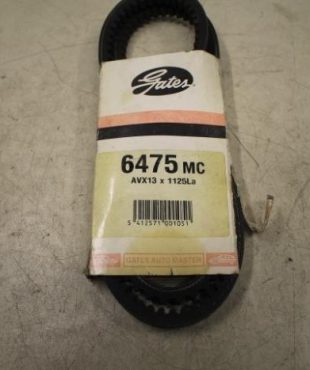 Gates
6475 MC
AVX13 x 1125La
5 412571 001051
GATES AUTO MASTER